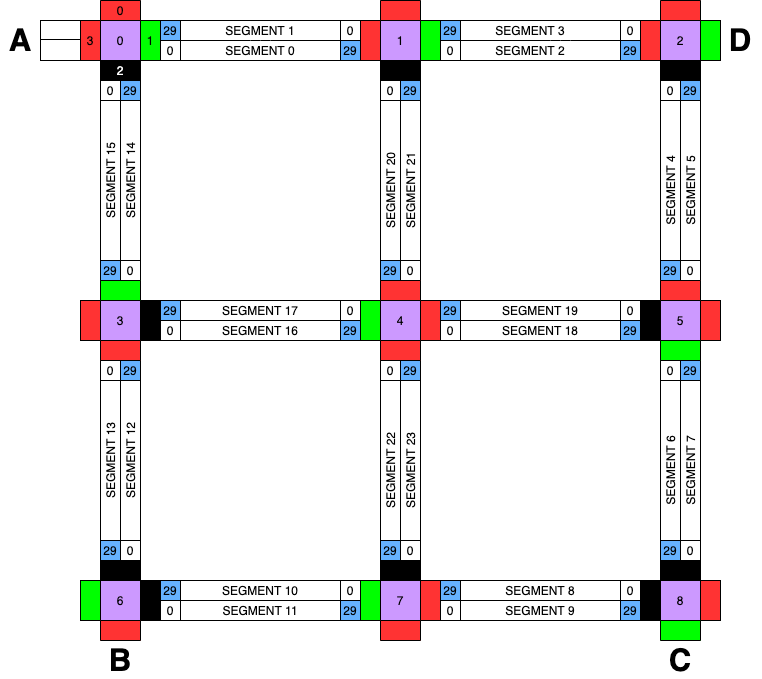 0
A 3 0 1 29 SEGMENT 1 0 1 29 SEGMENT 3 0 2 D
0 SEGMENT 0 29 0 SEGMENT 2 29
2
0 29 0 29 0 29
SEGMENT 15 SEGMENT 14 SEGMENT 20 SEGMENT 21 SEGMENT 4 SEGMENT 5
29 0 29 0 29 0
3 29 SEGMENT 17 0 4 29 SEGMENT 19 0 5
0 SEGMENT 16 29 0 SEGMENT 18 29
0 29 0 29 0 29
SEGMENT 13 SEGMENT 12 SEGMENT 22 SEGMENT 23 SEGMENT 6 SEGMENT 7
29 0 29 0 29 0
6 29 SEGMENT 10 0 7 29 SEGMENT 8 0 8
0 SEGMENT 11 29 0 SEGMENT 9 29
B C